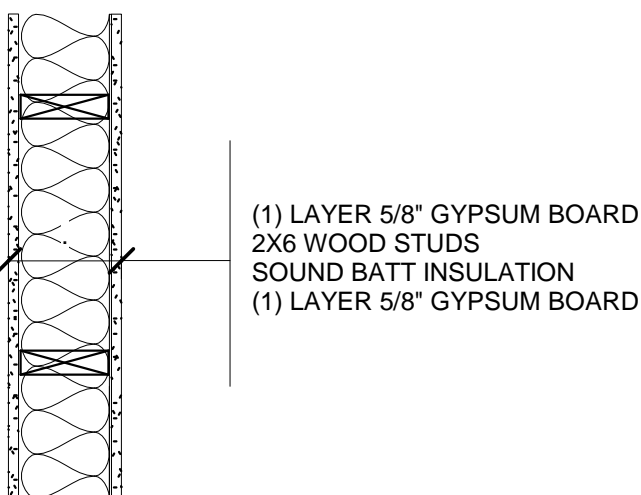 (1) LAYER 5/8" GYPSUM BOARD
2X6 WOOD STUDS
SOUND BATT INSULATION
(1) LAYER 5/8" GYPSUM BOARD